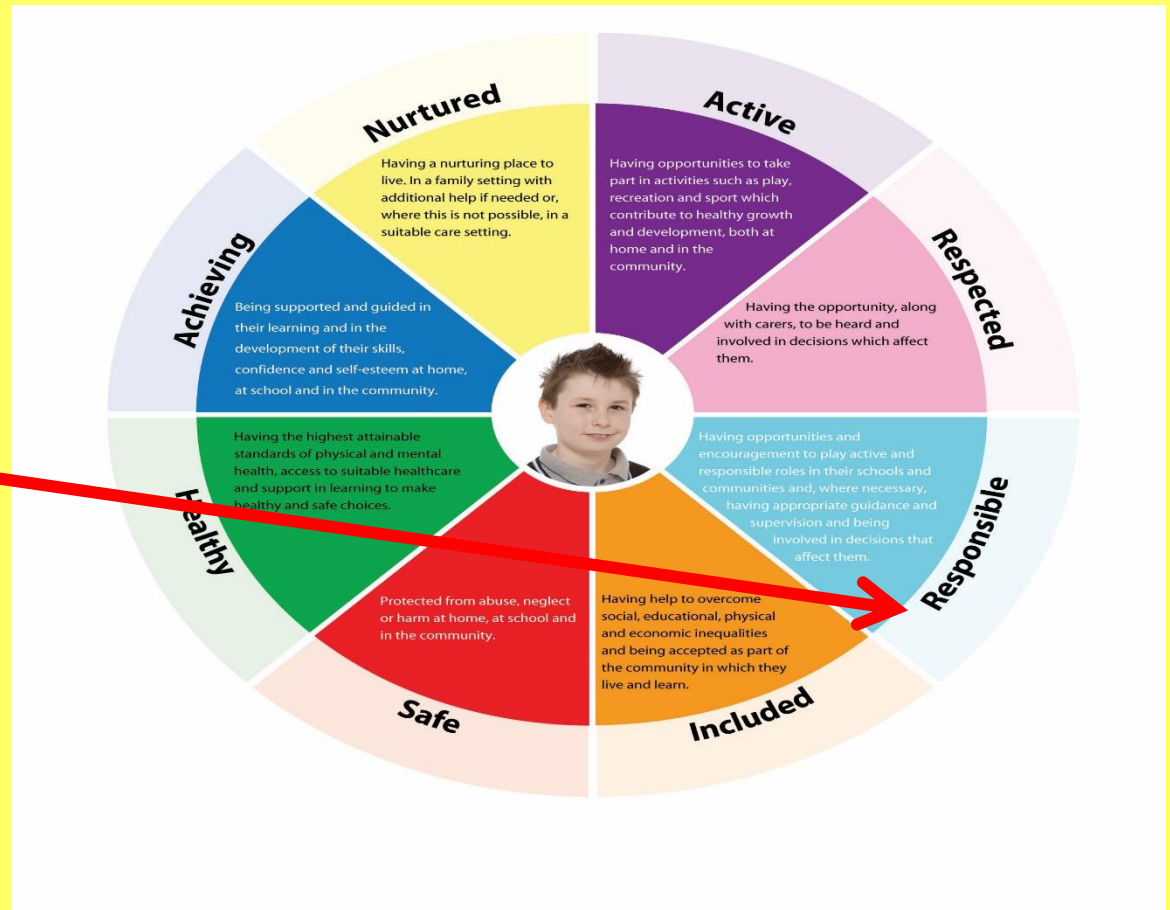 Nurtured
Having a nurturing place to
live. In a family setting with
additional help if needed or,
where this is not possible, in a
suitable care setting.
Active
Having opportunities to take
part in activities such as play,
recreation and sport which
contribute to healthy growth
and development, both at
home and in the
community.
Respected
Having the opportunity, along
with carers, to be heard and
involved in decisions which affect
them.
Responsible
Having opportunities and
encouragement to play active and
responsible roles in their schools and
communities and, where necessary,
having appropriate guidance and
supervision and being
involved in decisions that
affect them.
Included
Having help to overcome
social, educational, physical
and economic inequalities
and being accepted as part of
the community in which they
live and learn.
Safe
Protected from abuse, neglect
or harm at home, at school and
in the community.
Healthy
Having the highest attainable
standards of physical and mental
health, access to suitable healthcare
and support in learning to make
healthy and safe choices.
Achieving
Being supported and guided in
their learning and in the
development of their skills,
confidence and self-esteem at home,
at school and in the community.